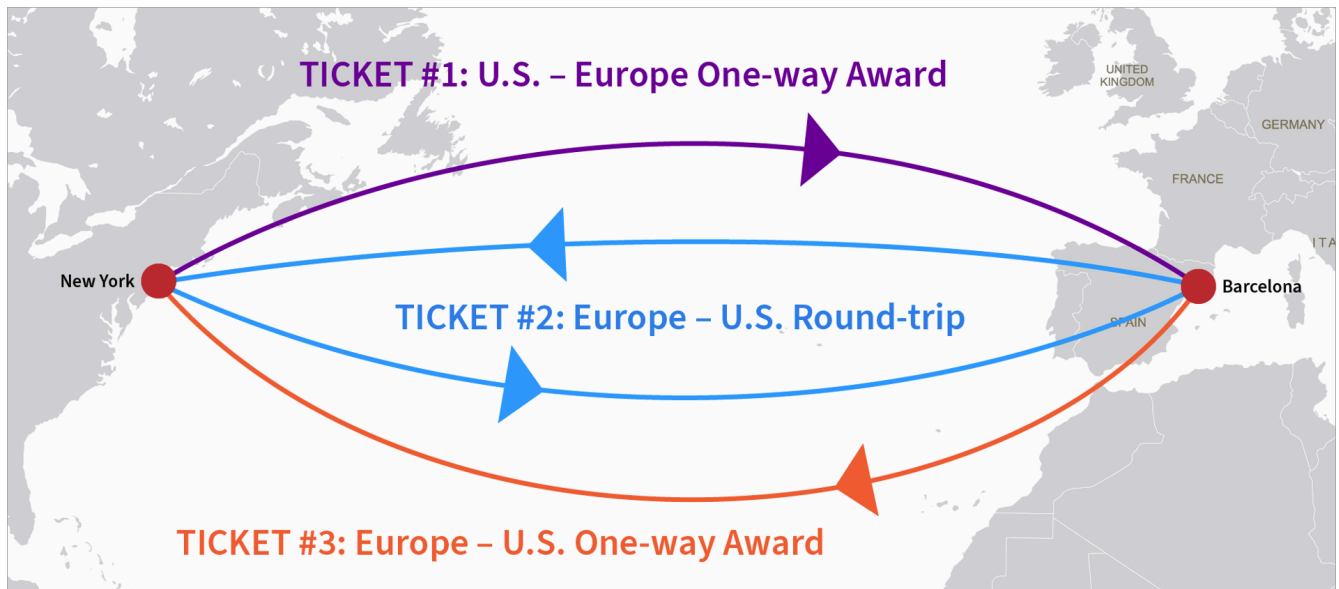 TICKET #1: U.S. – Europe One-way Award
UNITED
KINGDOM
GERMANY
FRANCE
ITA
New York
Barcelona
TICKET #2: Europe – U.S. Round-trip
SPAIN
TICKET #3: Europe – U.S. One-way Award